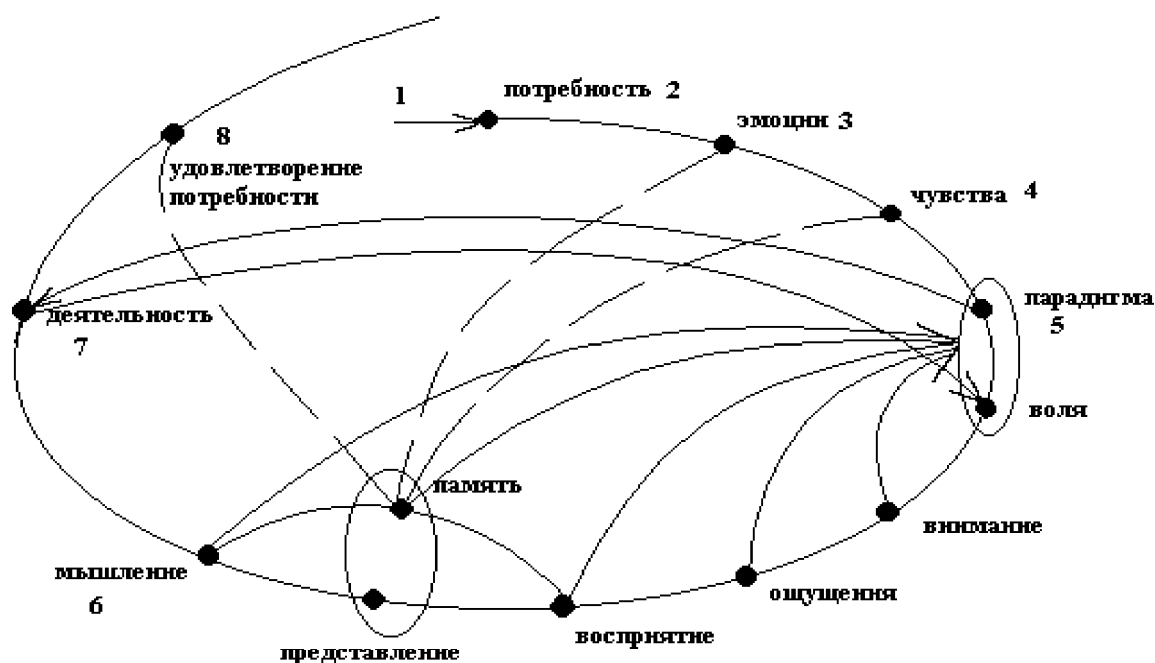 1
потребность 2
эмоции 3
8
удовлетворение
потребности
чувства 4
парадигма
5
деятельность
7
воля
память
внимание
мышление
6
ощущения
восприятие
представление